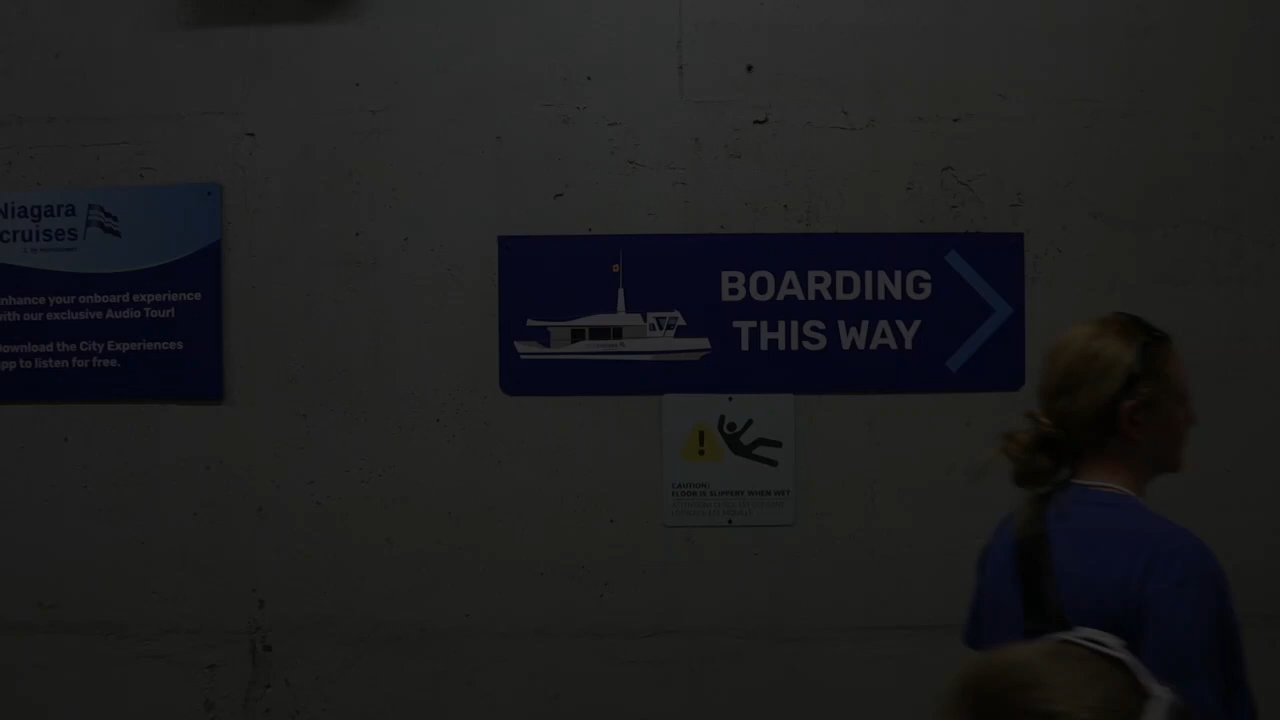 Niagara
cruises
nhance your onboard experience
with our exclusive Audio Tour!
ownload the City Experiences
pp to listen for free.
BOARDING
THIS WAY
CAUTION:
FLOOR IS SLIPPERY WHEN WET